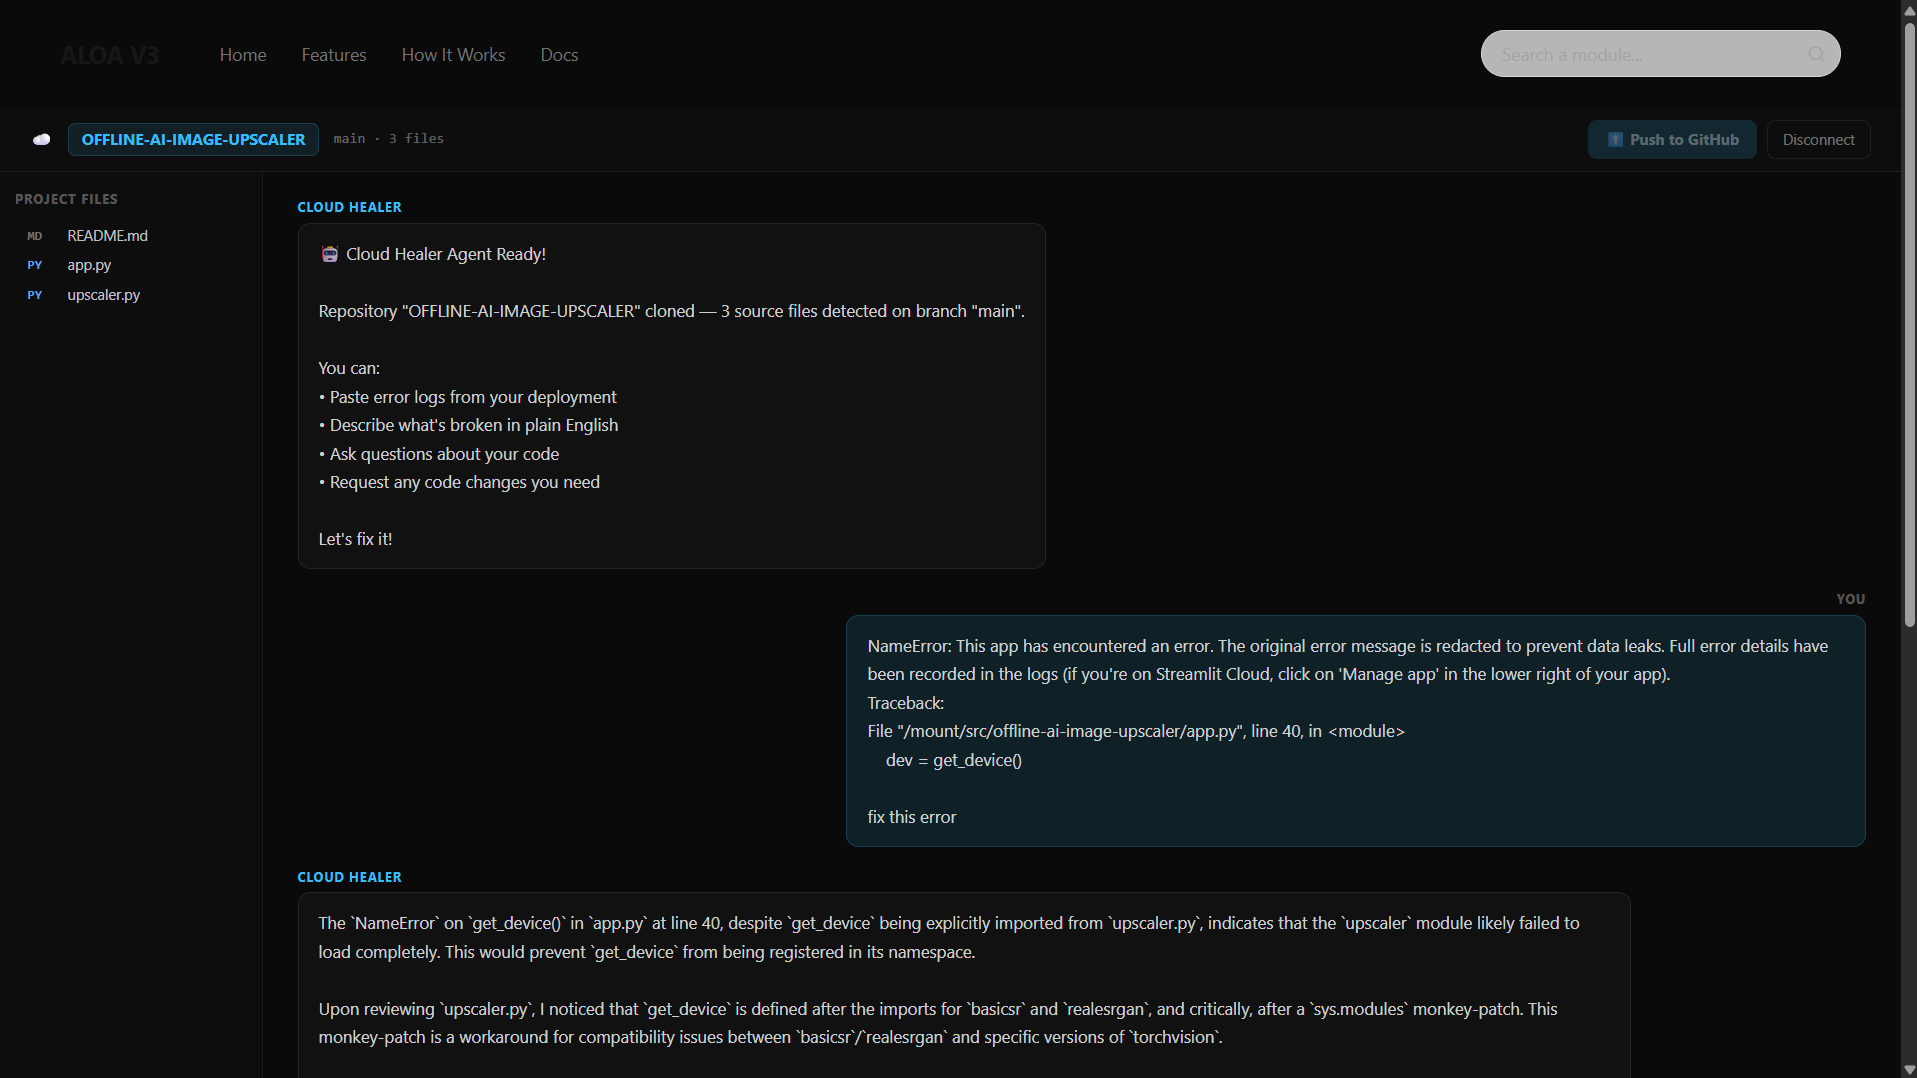 ALOA V3
Home
Features
How It Works
Docs
Search a module...
OFFLINE-AI-IMAGE-UPSCALER
main · 3 files
Push to GitHub
Disconnect
PROJECT FILES
MD README.md
PY app.py
PY upscaler.py
CLOUD HEALER
Cloud Healer Agent Ready!
Repository "OFFLINE-AI-IMAGE-UPSCALER" cloned — 3 source files detected on branch "main".
You can:
• Paste error logs from your deployment
• Describe what's broken in plain English
• Ask questions about your code
• Request any code changes you need
Let's fix it!
YOU
NameError: This app has encountered an error. The original error message is redacted to prevent data leaks. Full error details have
been recorded in the logs (if you're on Streamlit Cloud, click on 'Manage app' in the lower right of your app).
Traceback:
File "/mount/src/offline-ai-image-upscaler/app.py", line 40, in <module>
dev = get_device()
fix this error
CLOUD HEALER
The `NameError` on `get_device()` in `app.py` at line 40, despite `get_device` being explicitly imported from `upscaler.py`, indicates that the `upscaler` module likely failed to
load completely. This would prevent `get_device` from being registered in its namespace.
Upon reviewing `upscaler.py`, I noticed that `get_device` is defined after the imports for `basicsr` and `realesrgan`, and critically, after a `sys.modules` monkey-patch. This
monkey-patch is a workaround for compatibility issues between `basicsr`/`realesrgan` and specific versions of `torchvision`.